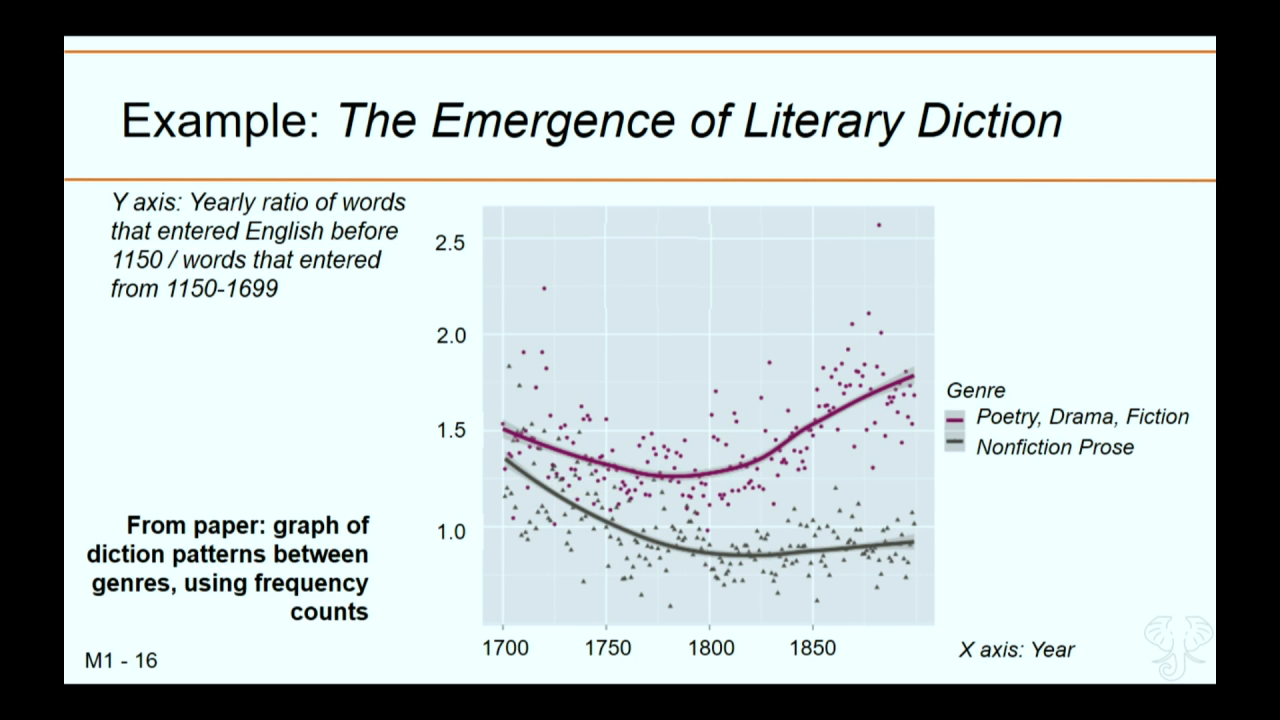 Example: The Emergence of Literary Diction
Y axis: Yearly ratio of words
that entered English before
1150 / words that entered
from 1150-1699
2.5
2.0
1.5
1.0
1700
1750
1800
1850
X axis: Year
Genre
Poetry, Drama, Fiction
Nonfiction Prose
From paper: graph of
diction patterns between
genres, using frequency
counts
M1 - 16